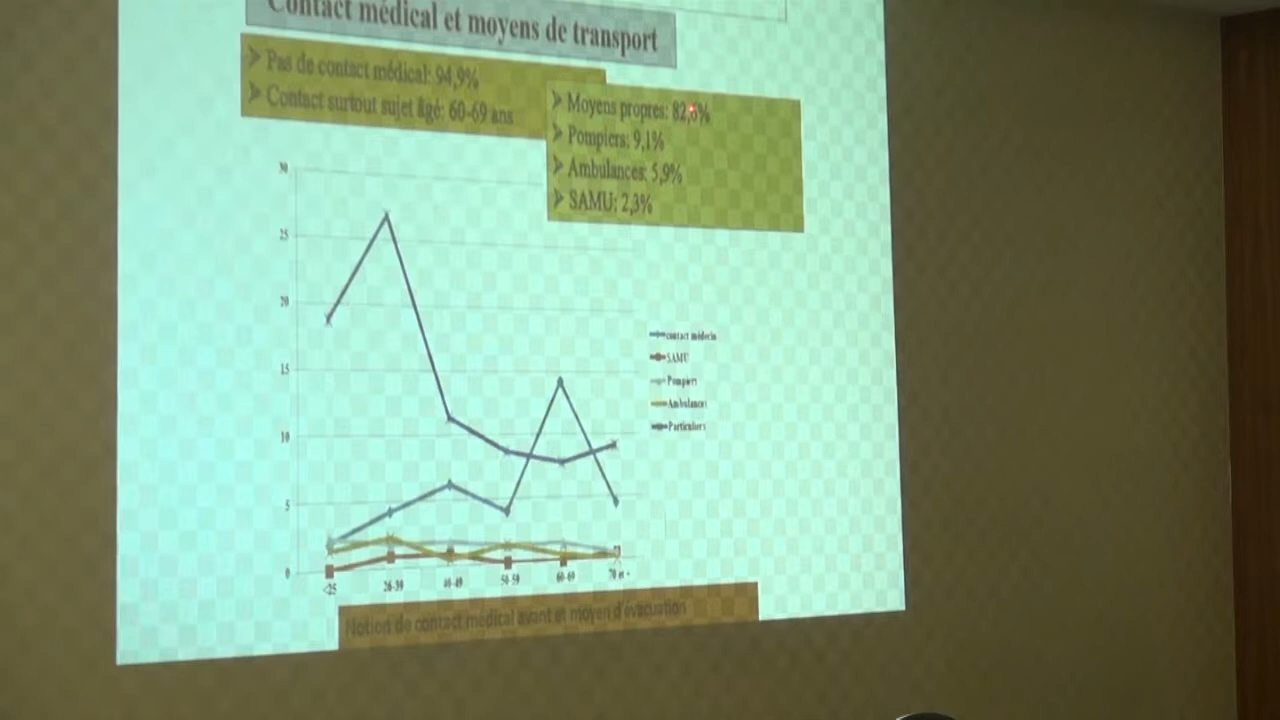 Contact médical et moyens de transport
➢ Pas de contact médical: 94,9%
➢ Contact surtout sujet âgé: 60-69 ans
➢ Moyens propres: 82,6%
➢ Pompiers: 9,1%
➢ Ambulances: 5,9%
➢ SAMU: 2,3%
30
25
20
15
10
5
0
<25
26-39
40-49
50-59
60-69
70 et +
contact médecin
SAMU
Pompiers
Ambulances
Particuliers
Notion de contact médical avant et moyen d'évacuation